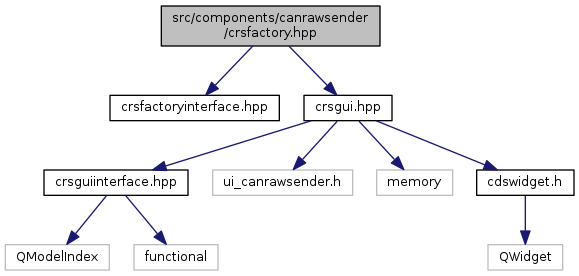 src/components/canrawsender
/crsfactory.hpp
crsfactoryinterface.hpp
crsgui.hpp
crsguiinterface.hpp
ui_canrawsender.h
memory
cdswidget.h
QModelIndex
functional
QWidget